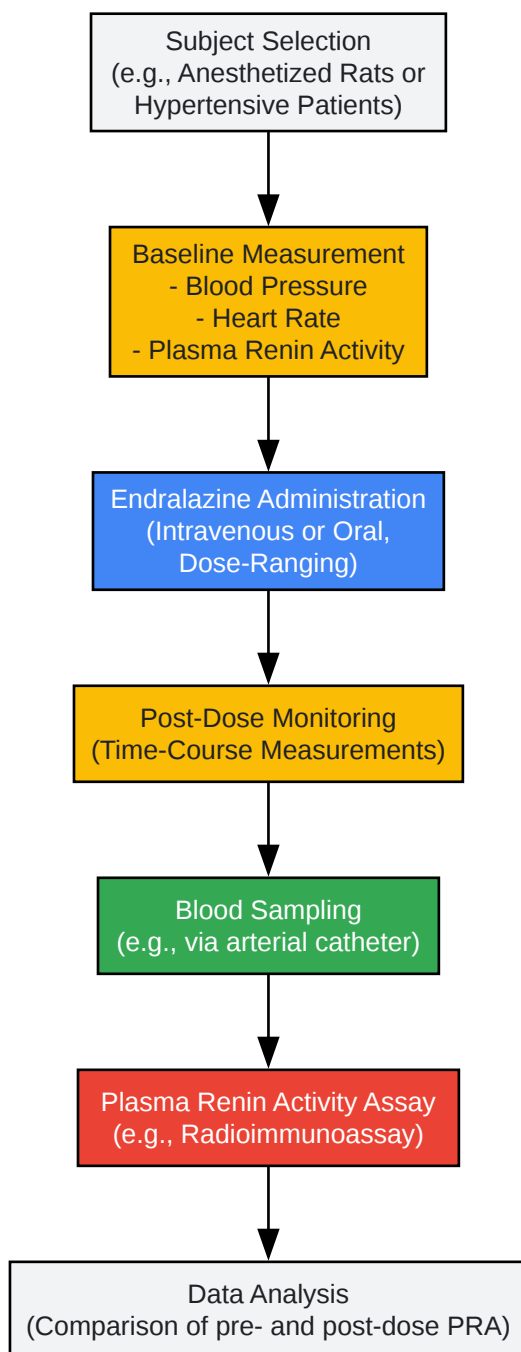 Subject Selection
(e.g., Anesthetized Rats or
Hypertensive Patients)
Baseline Measurement
- Blood Pressure
- Heart Rate
- Plasma Renin Activity
Endralazine Administration
(Intravenous or Oral,
Dose-Ranging)
Post-Dose Monitoring
(Time-Course Measurements)
Blood Sampling
(e.g., via arterial catheter)
Plasma Renin Activity Assay
(e.g., Radioimmunoassay)
Data Analysis
(Comparison of pre- and post-dose PRA)